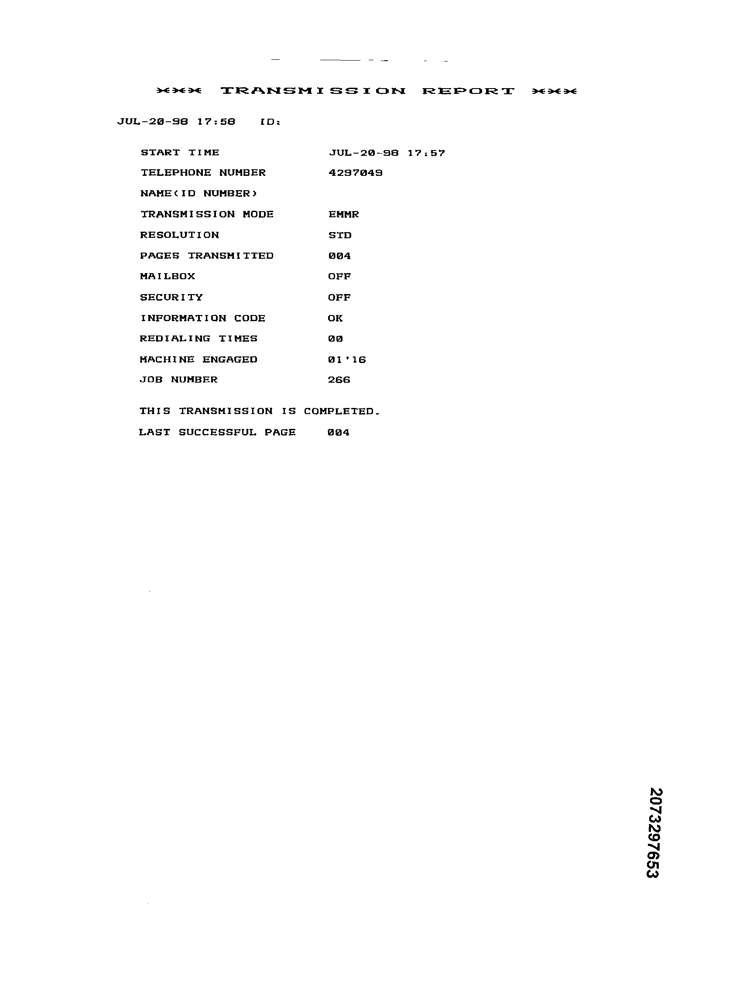 *** TRANSMISSION REPORT ***
JUL-20-98 17:58 ID:
START TIME JUL-20-98 17:57
TELEPHONE NUMBER 4297049
NAME(ID NUMBER)
TRANSMISSION MODE EMMR
RESOLUTION STD
PAGES TRANSMITTED 004
MAILBOX OFF
SECURITY OFF
INFORMATION CODE OK
REDIALING TIMES 00
MACHINE ENGAGED 01'16
JOB NUMBER 266
THIS TRANSMISSION IS COMPLETED.
LAST SUCCESSFUL PAGE 004
2073297653